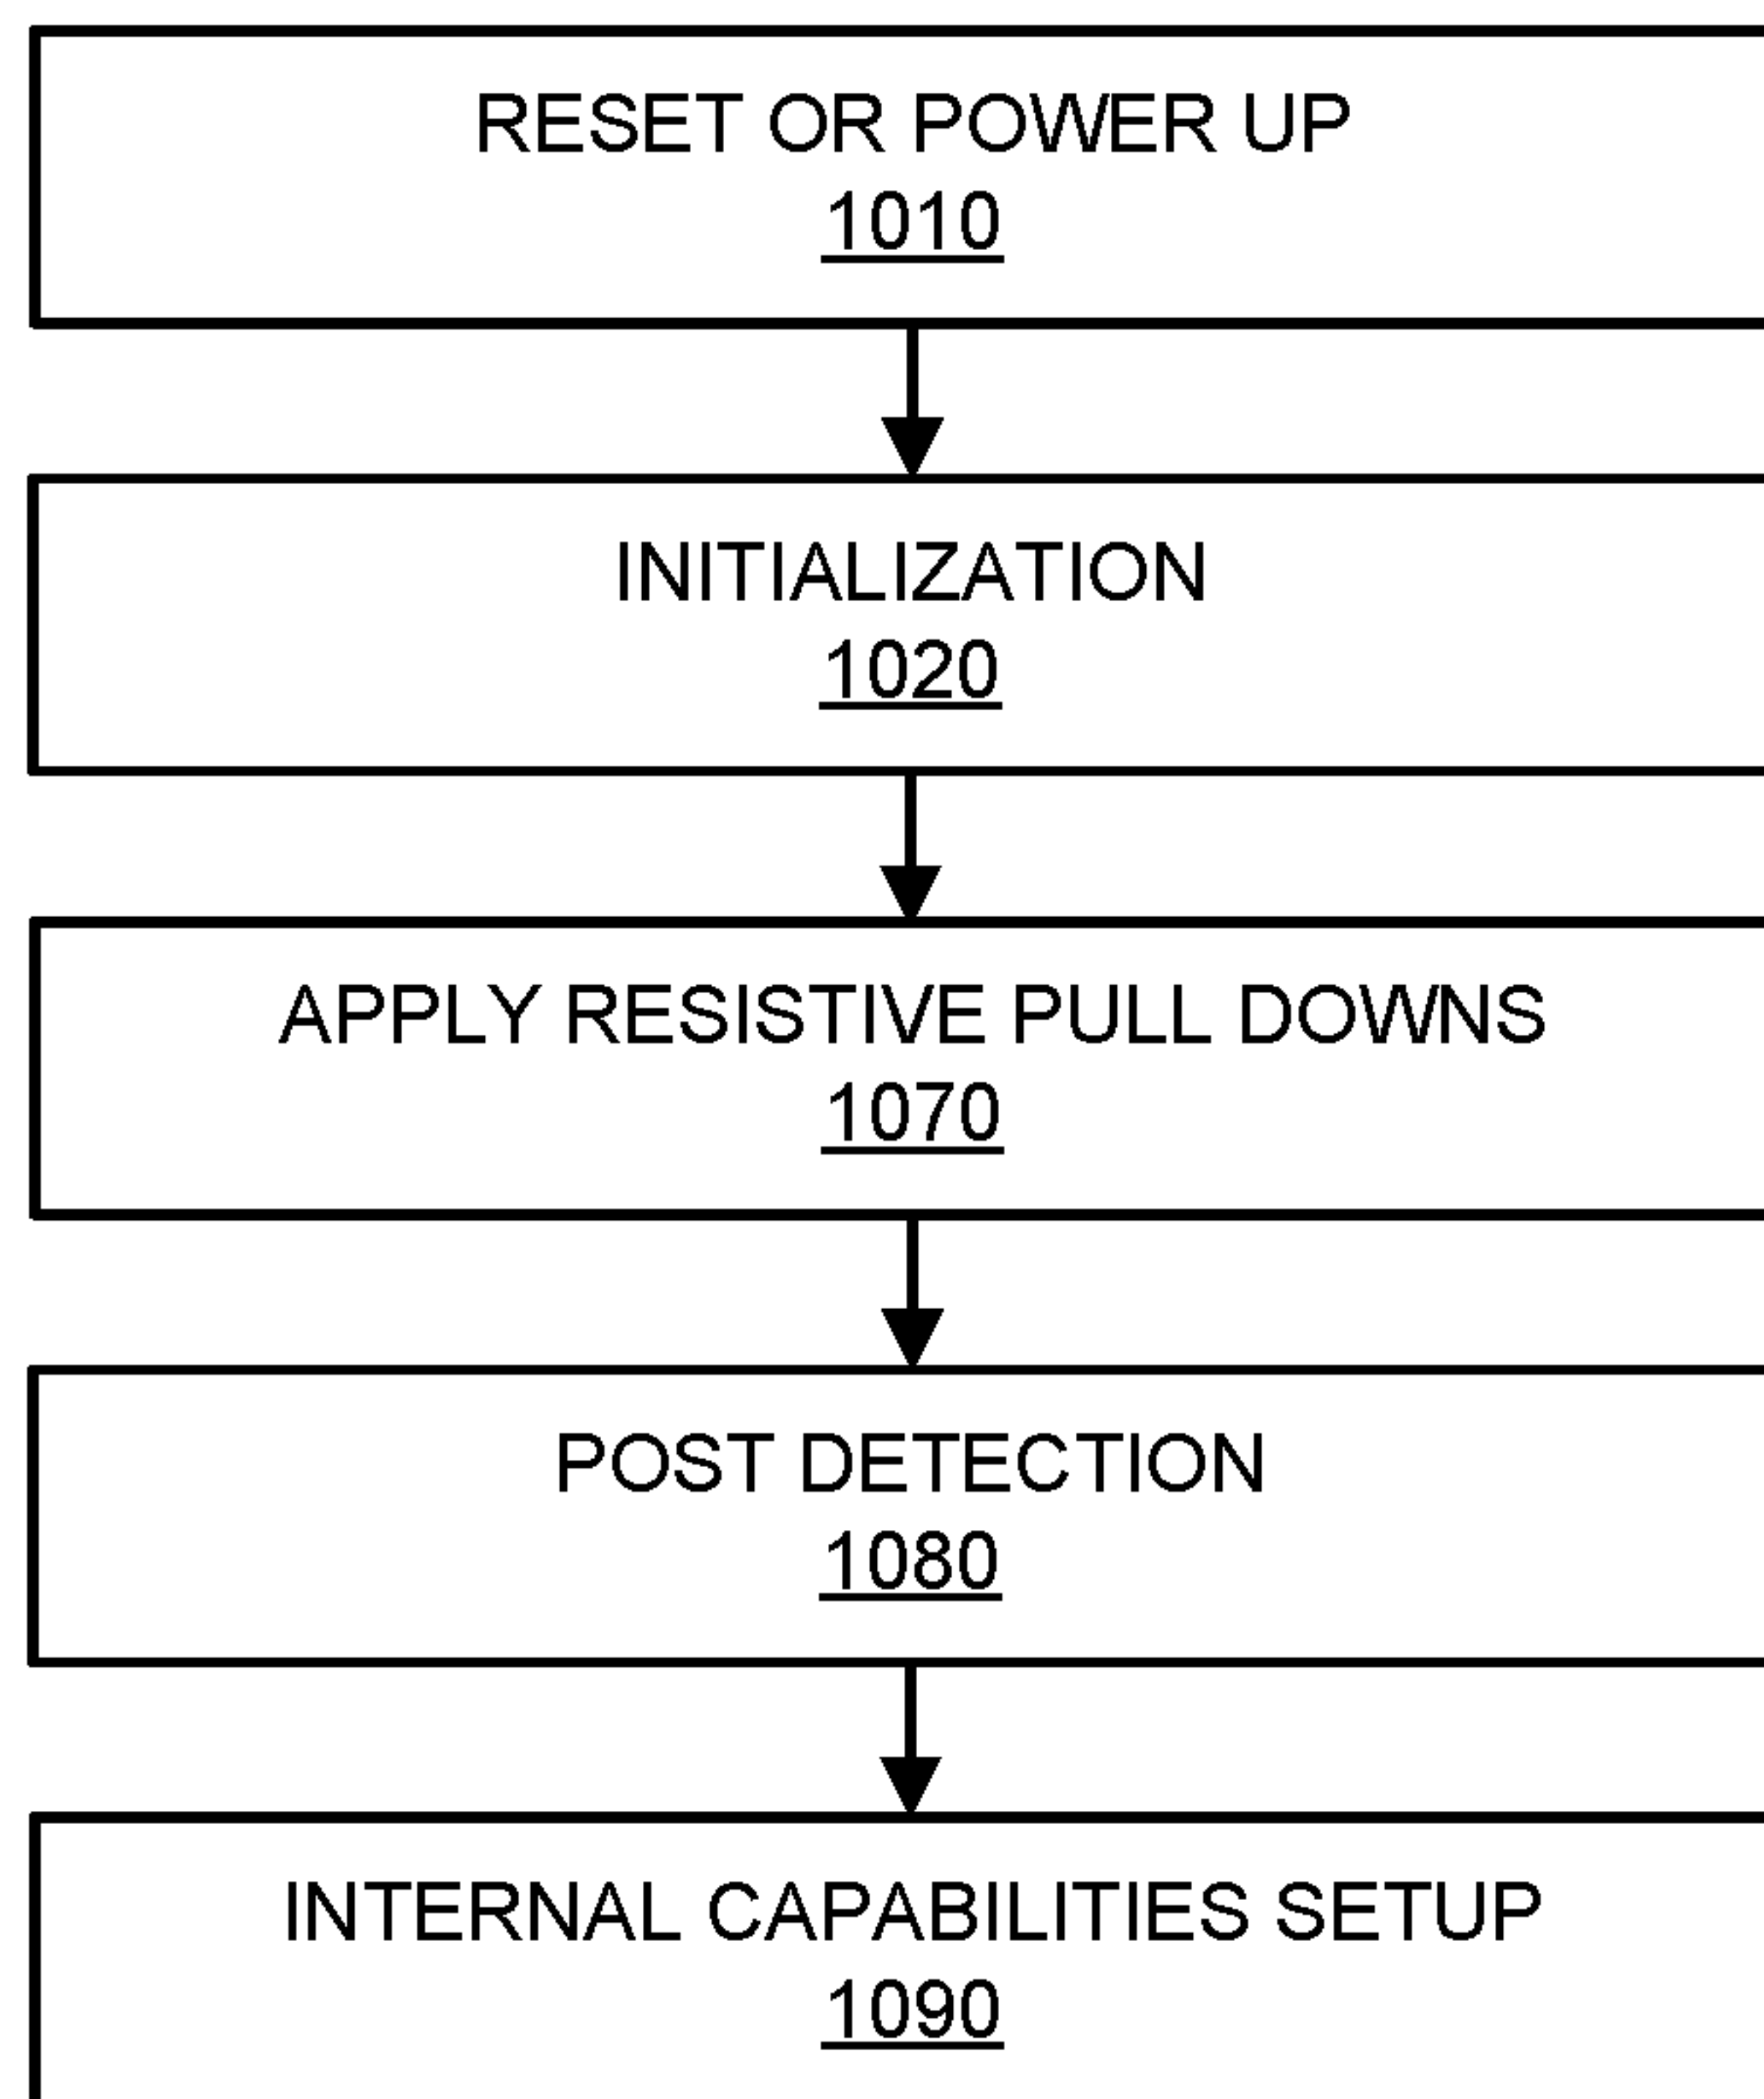 RESET OR POWER UP
1010
INITIALIZATION
1020
APPLY RESISTIVE PULL DOWNS
1070
POST DETECTION
1080
INTERNAL CAPABILITIES SETUP
1090